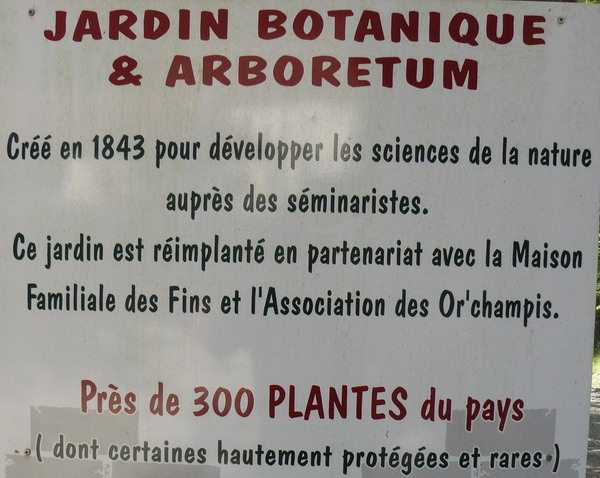 JARDIN BOTANIQUE
& ARBORETUM
Créé en 1843 pour développer les sciences de la nature
auprès des séminaristes.
Ce jardin est réimplanté en partenariat avec la Maison
Familiale des Fins et l'Association des Or'champis.
Près de 300 PLANTES du pays
( dont certaines hautement protégées et rares )